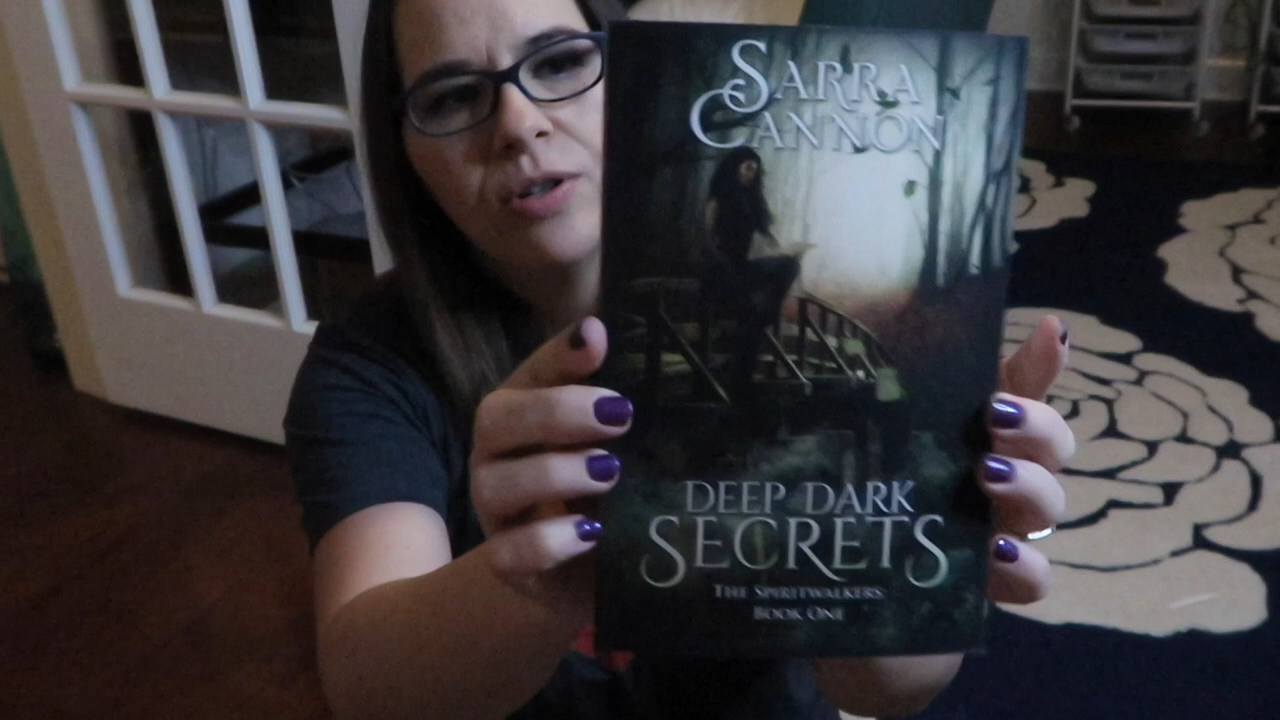 SARRA
CANNON
DEEP DARK
SECRETS
THE SPIRITWALKERS
BOOK ONE